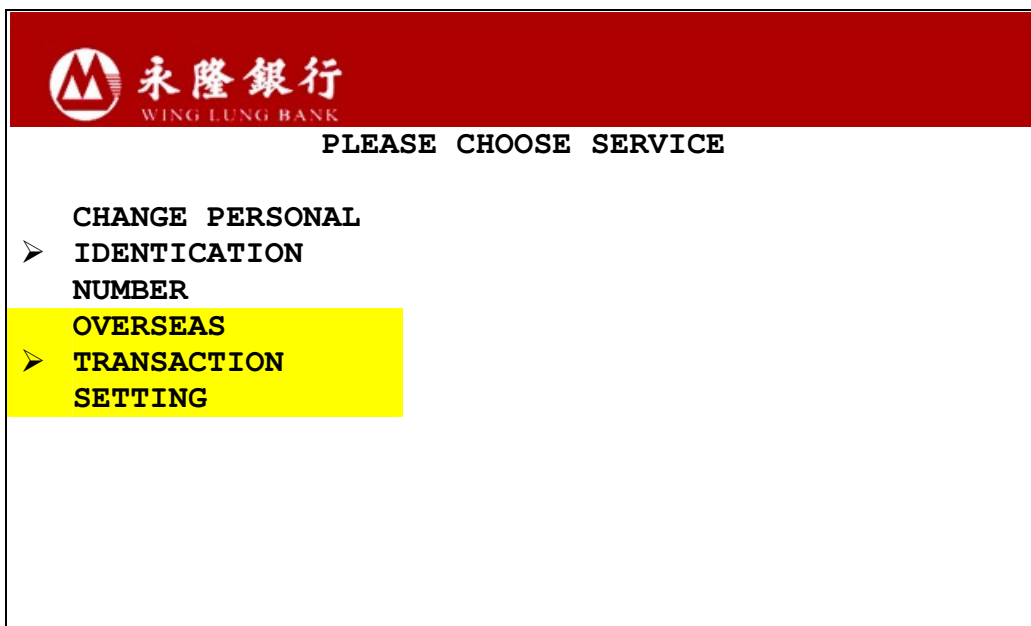 永隆銀行
WING LUNG BANK
PLEASE CHOOSE SERVICE
CHANGE PERSONAL
➢ IDENTICATION
NUMBER
OVERSEAS
➢ TRANSACTION
SETTING